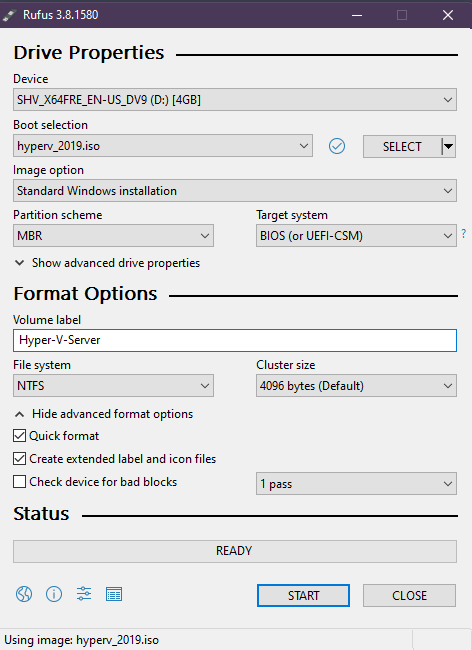 Rufus 3.8.1580
Drive Properties
Device
SHV_X64FRE_EN-US_DV9 (D:) [4GB]
Boot selection
hyperv_2019.iso
SELECT
Image option
Standard Windows installation
Partition scheme
Target system
MBR
BIOS (or UEFI-CSM)
?
Show advanced drive properties
Format Options
Volume label
Hyper-V-Server
File system
Cluster size
NTFS
4096 bytes (Default)
Hide advanced format options
Quick format
Create extended label and icon files
Check device for bad blocks
1 pass
Status
READY
START
CLOSE
Using image: hyperv_2019.iso